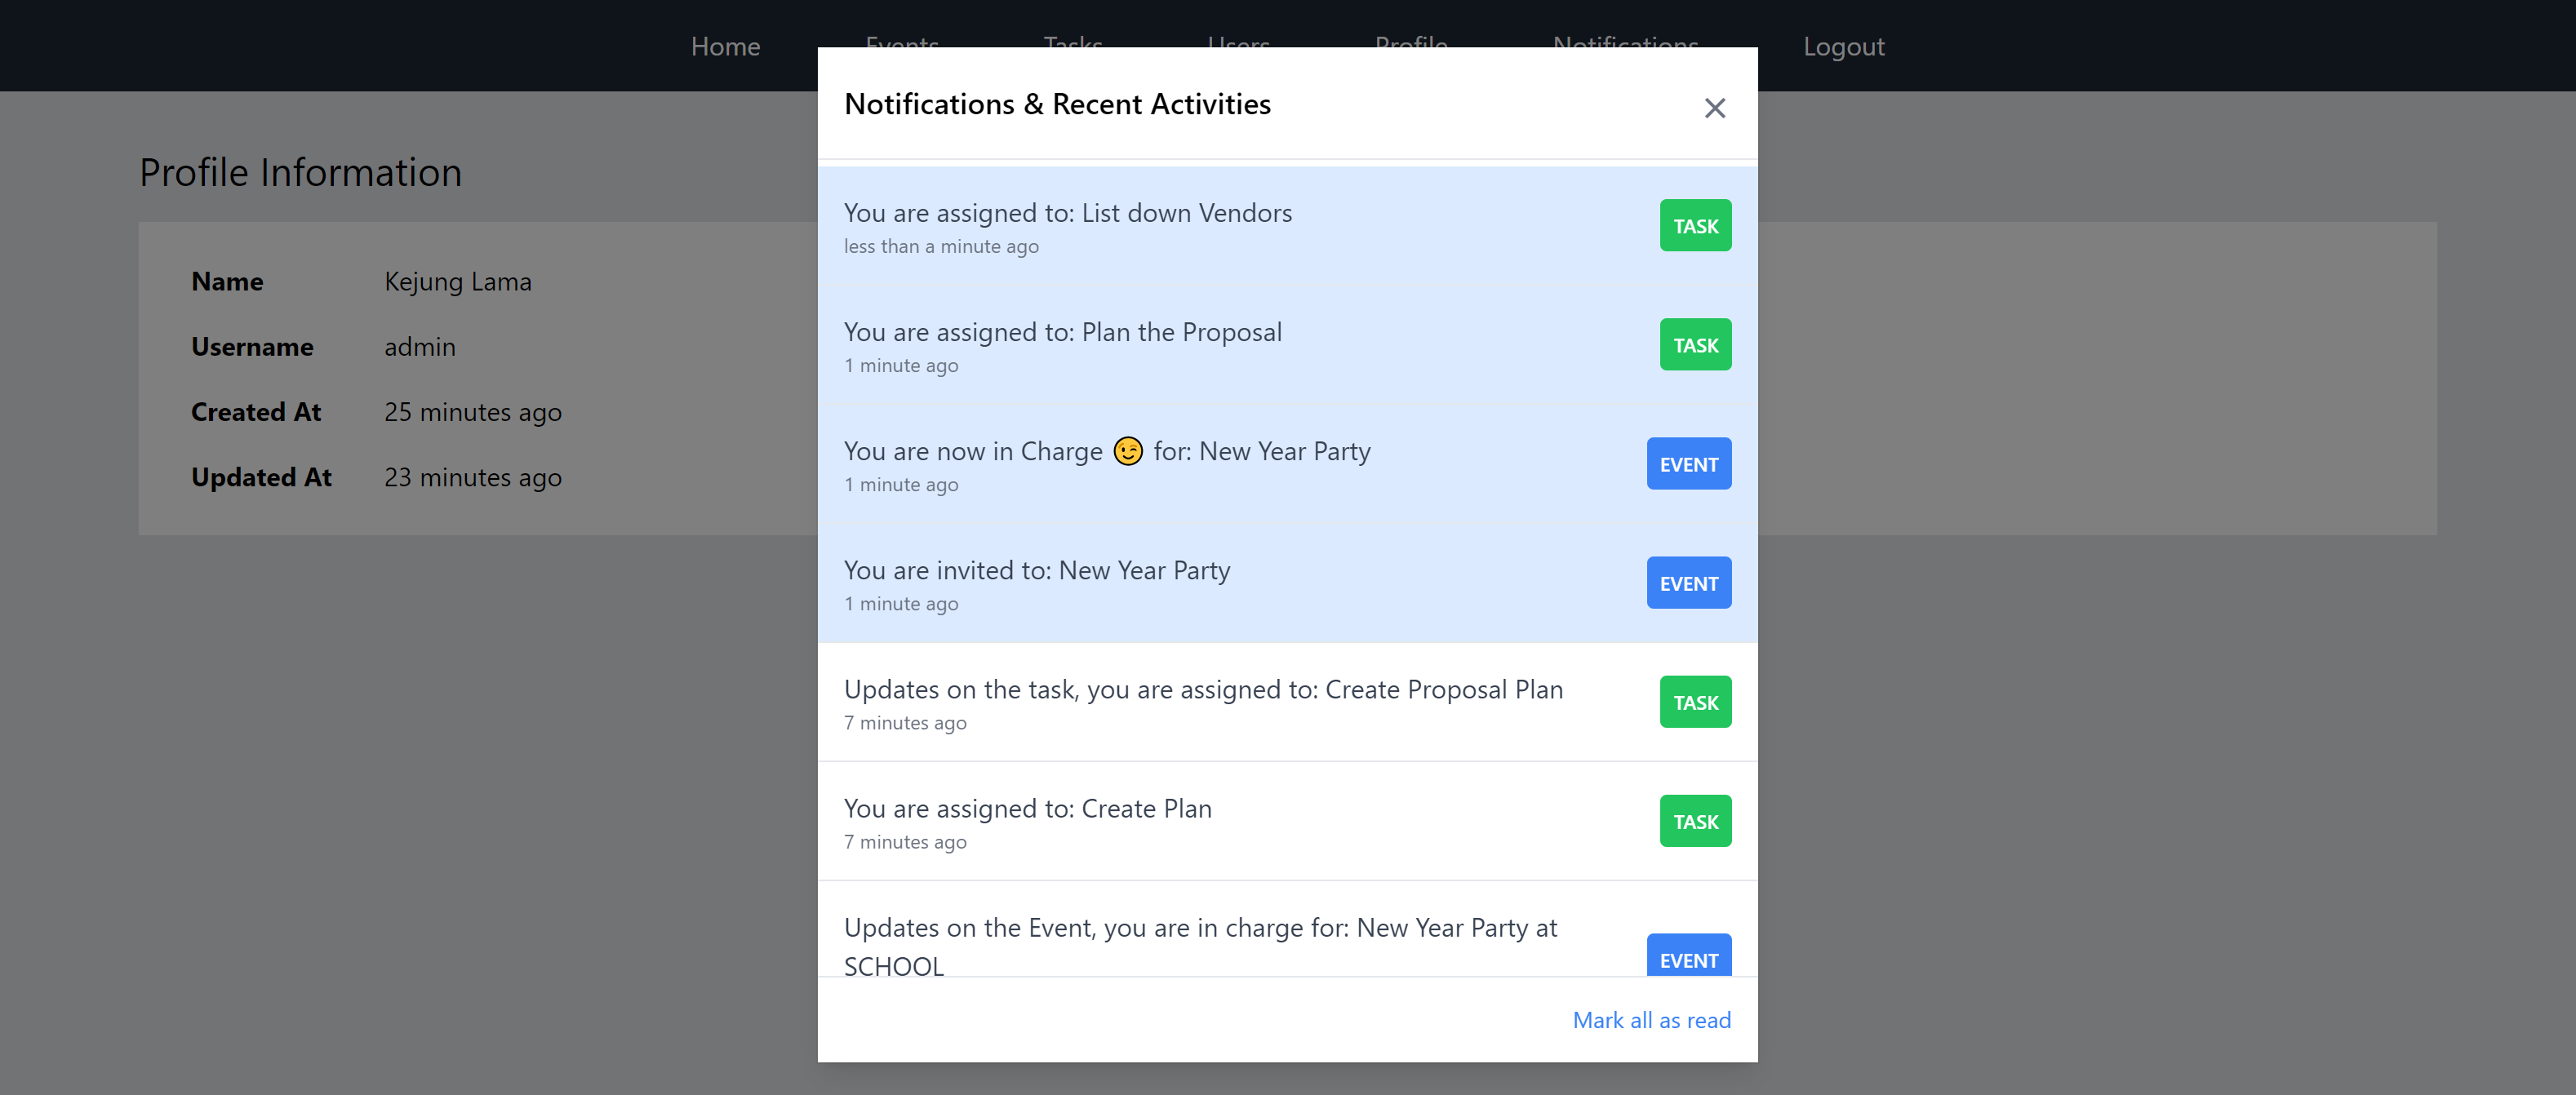 Home Events Tasks Users Profile Notifications Logout
Notifications & Recent Activities
Profile Information
Name Kejung Lama
Username admin
Created At 25 minutes ago
Updated At 23 minutes ago
You are assigned to: List down Vendors
less than a minute ago
TASK
You are assigned to: Plan the Proposal
1 minute ago
TASK
You are now in Charge 😉 for: New Year Party
1 minute ago
EVENT
You are invited to: New Year Party
1 minute ago
EVENT
Updates on the task, you are assigned to: Create Proposal Plan
7 minutes ago
TASK
You are assigned to: Create Plan
7 minutes ago
TASK
Updates on the Event, you are in charge for: New Year Party at
SCHOOL
EVENT
Mark all as read